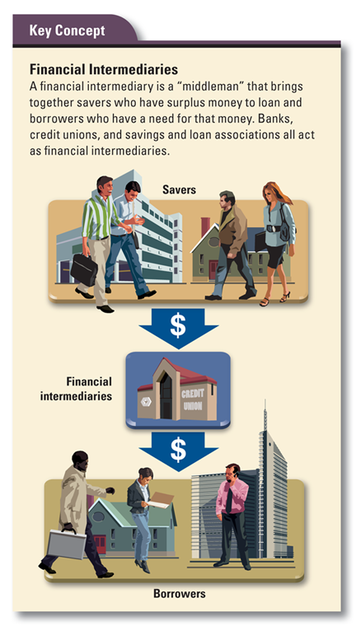 Key Concept
Financial Intermediaries
A financial intermediary is a “middleman” that brings
together savers who have surplus money to loan and
borrowers who have a need for that money. Banks,
credit unions, and savings and loan associations all act
as financial intermediaries.
Savers
$
Financial
intermediaries
CREDIT
UNION
$
Borrowers